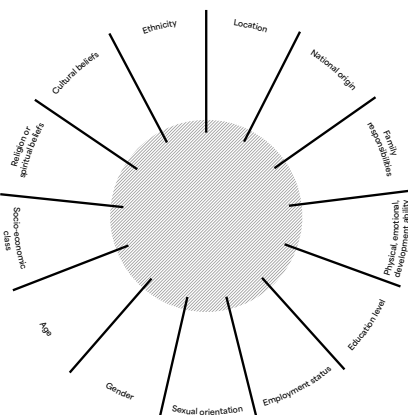 Location
National origin
Family
responsibilities
Physical, emotional,
development ability
Education level
Employment status
Sexual orientation
Gender
Age
Socio-economic
class
Religion or
spiritual beliefs
Cultural beliefs
Ethnicity